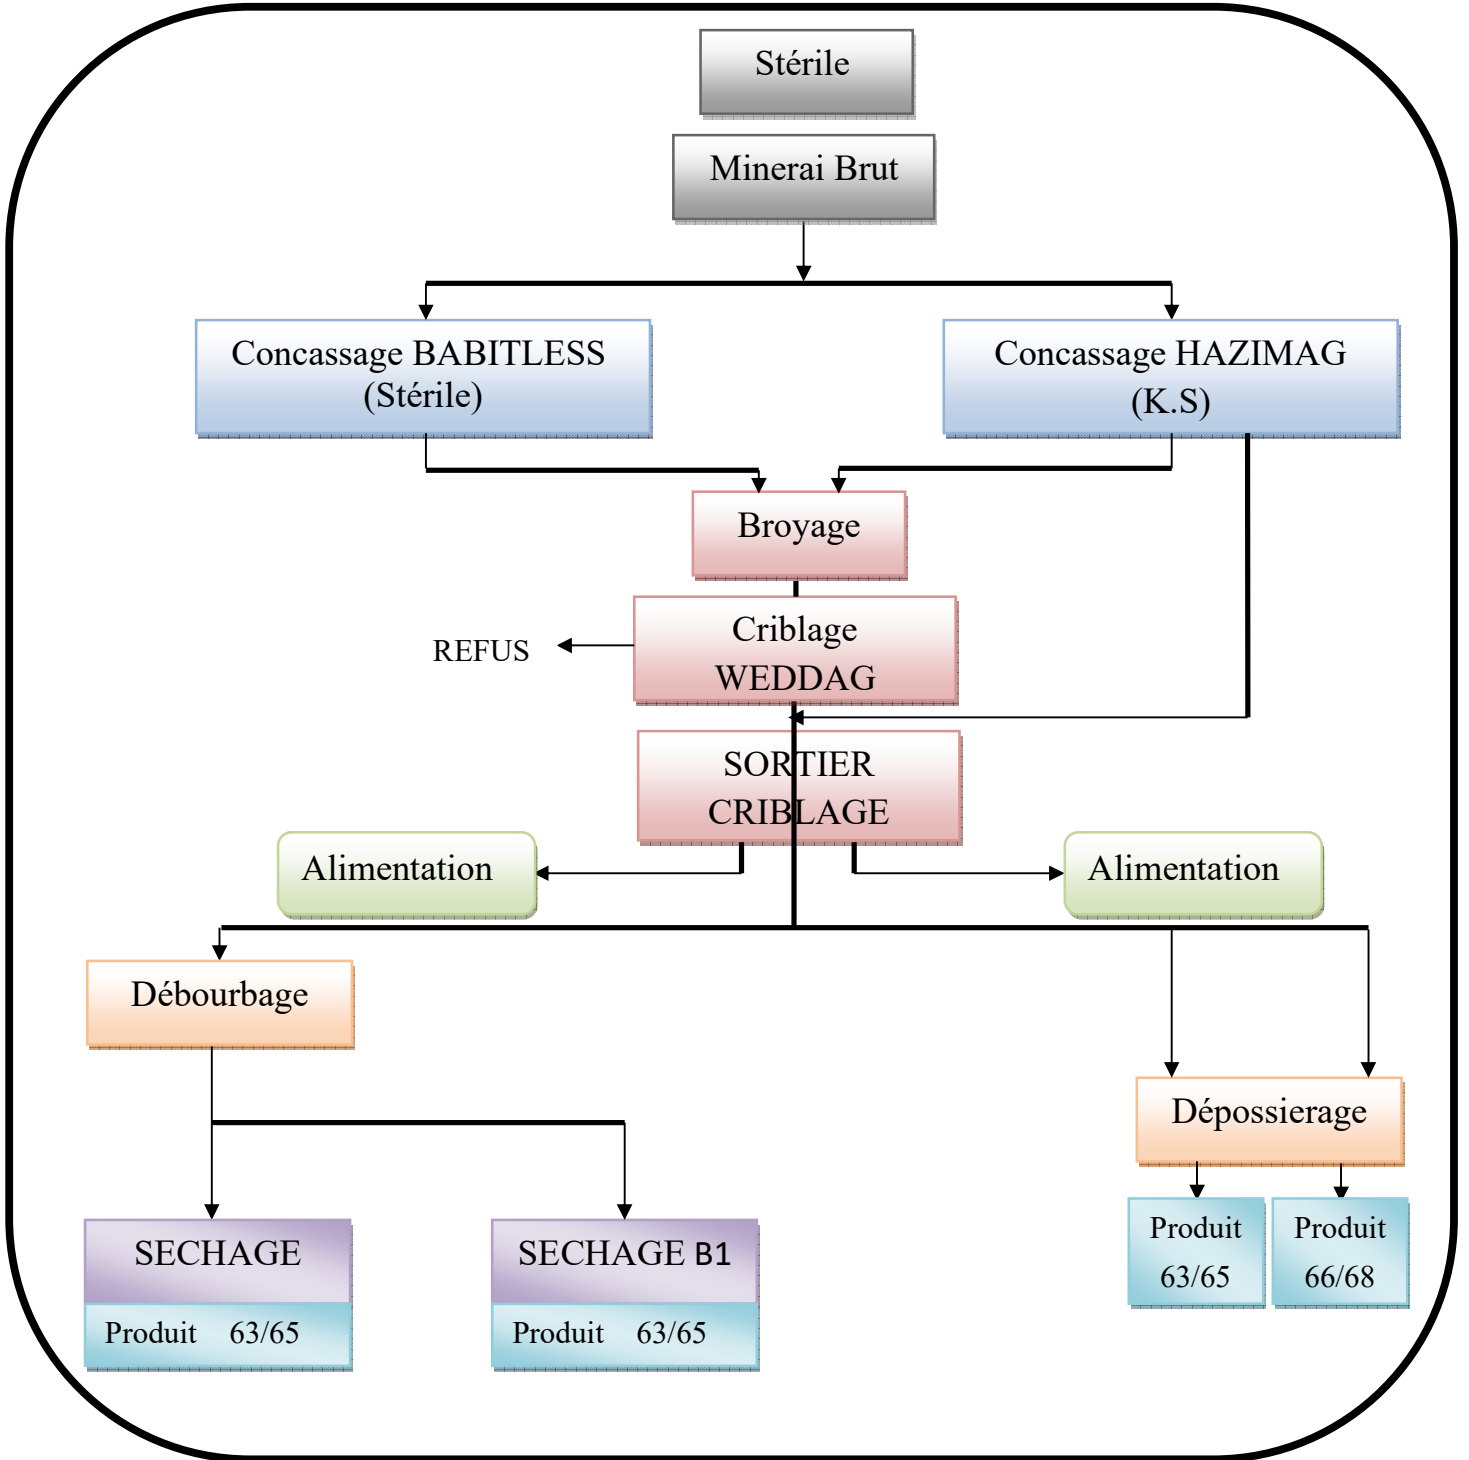 Stérile
Minerai Brut
Concassage BABITLESS
(Stérile)
Concassage HAZIMAG
(K.S)
Broyage
Criblage
WEDDAG
REFUS
SORTIER
CRIBLAGE
Alimentation
Alimentation
Débourbage
Dépossierage
SECHAGE
Produit 63/65
SECHAGE B1
Produit 63/65
Produit
63/65
Produit
66/68